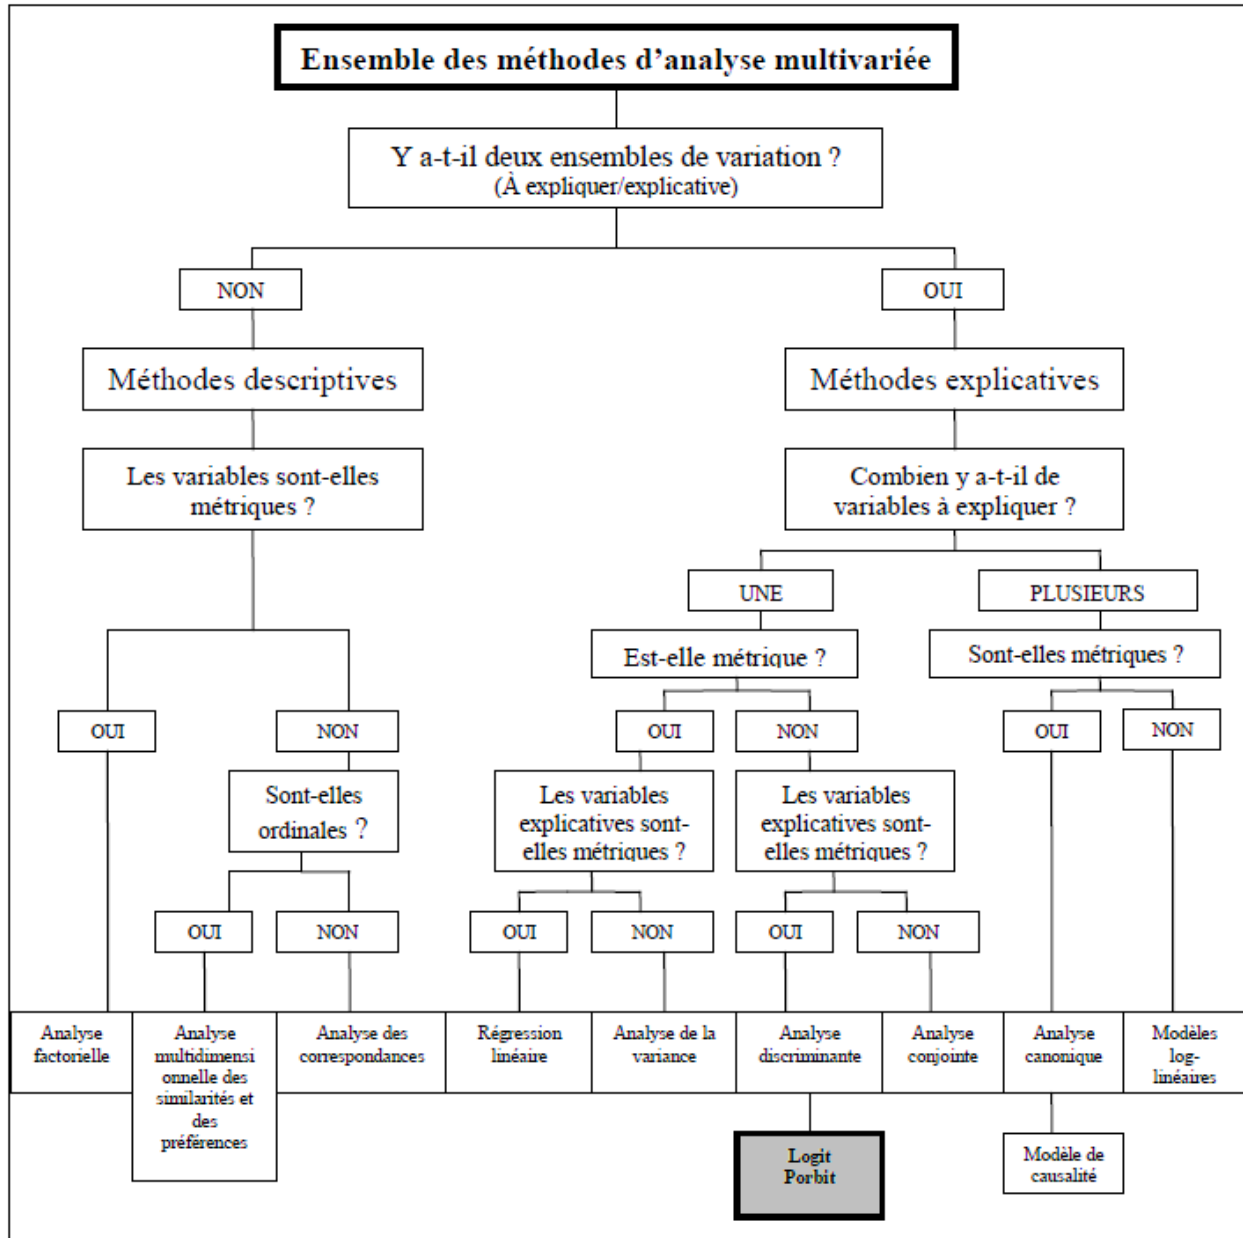 Ensemble des méthodes d'analyse multivariée
Y a-t-il deux ensembles de variation ?
(À expliquer/explicative)
NON
OUI
Méthodes descriptives
Méthodes explicatives
Les variables sont-elles
métriques ?
Combien y a-t-il de
variables à expliquer ?
UNE
PLUSIEURS
Est-elle métrique ?
Sont-elles métriques ?
OUI
NON
OUI
NON
OUI
NON
Sont-elles
ordinales ?
Les variables
explicatives sont-
elles métriques ?
Les variables
explicatives sont-
elles métriques ?
OUI
NON
OUI
NON
OUI
NON
Analyse
factorielle
Analyse
multidimensi
onnelle des
similarités et
des
préférences
Analyse des
correspondances
Régression
linéaire
Analyse de la
variance
Analyse
discriminante
Analyse
conjointe
Analyse
canonique
Modèles
log-
linéaires
Logit
Porbit
Modèle de
causalité